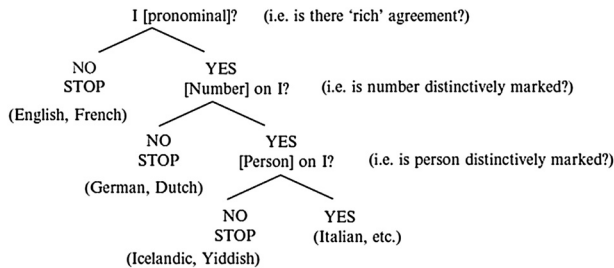 I [pronominal]? (i.e. is there ‘rich’ agreement?)
NO YES
STOP [Number] on I? (i.e. is number distinctively marked?)
(English, French)
NO YES
STOP [Person] on I? (i.e. is person distinctively marked?)
(German, Dutch)
NO YES
STOP (Italian, etc.)
(Icelandic, Yiddish)